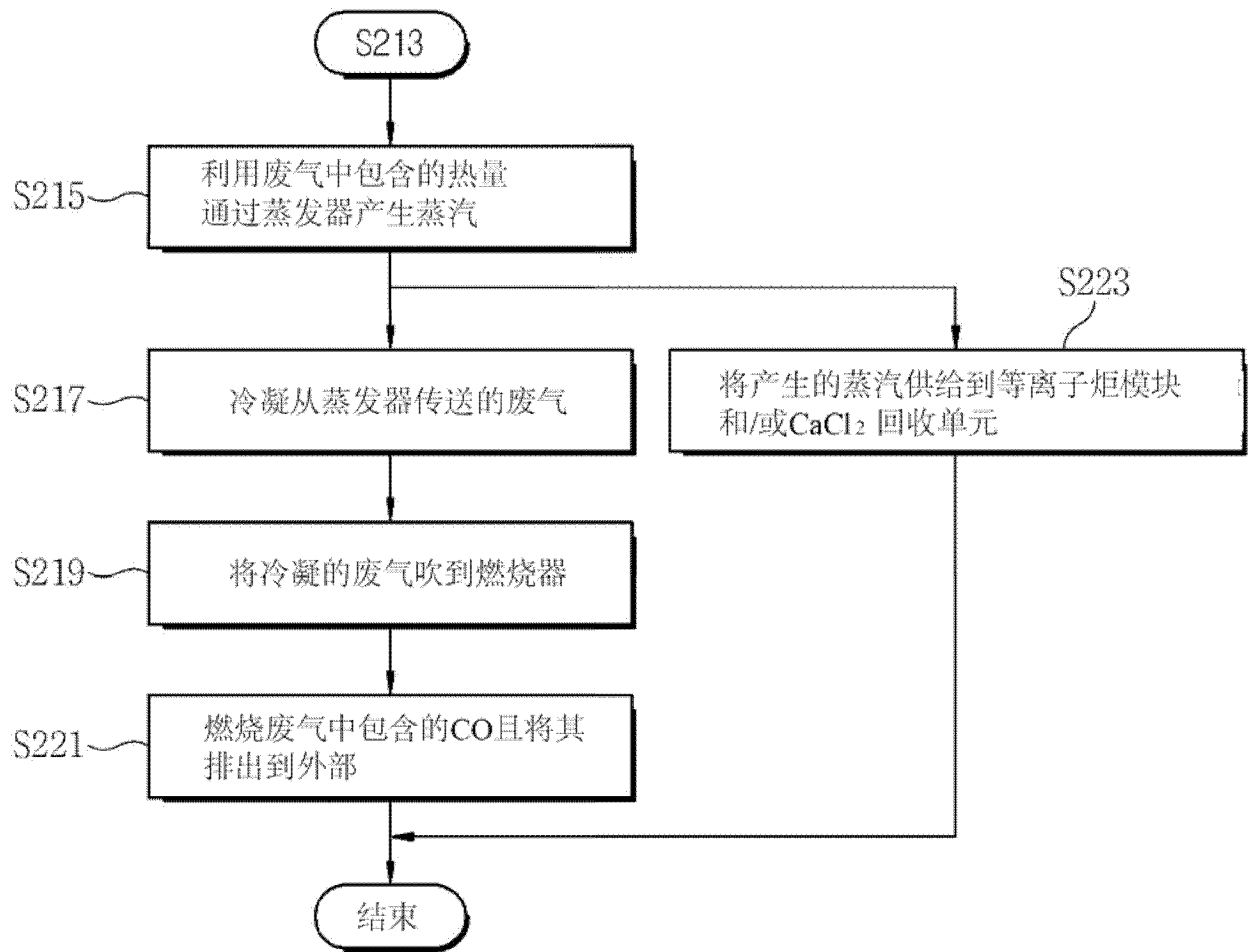 S213
S215
利用废气中包含的热量
通过蒸发器产生蒸汽
S223
S217
冷凝从蒸发器传送的废气
将产生的蒸汽供给到等离子炬模块
和/或CaCl₂ 回收单元
S219
将冷凝的废气吹到燃烧器
S221
燃烧废气中包含的CO且将其
排出到外部
结束